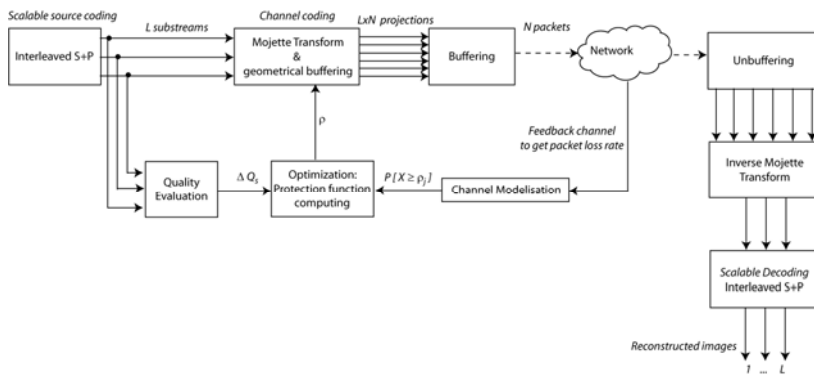 Scalable source coding
L substreams
Channel coding
LxN projections
N packets
Interleaved S+P
Mojette Transform
&
geometrical buffering
Buffering
Network
Unbuffering
ρ
Feedback channel
to get packet loss rate
Quality
Evaluation
Δ Qs
Optimization:
Protection function
computing
P [ X ≥ ρj ]
Channel Modelisation
Inverse Mojette
Transform
Scalable Decoding
Interleaved S+P
Reconstructed images
1 ... L